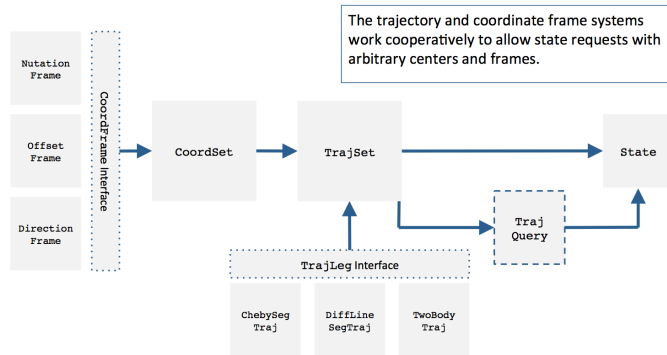 The trajectory and coordinate frame systems
work cooperatively to allow state requests with
arbitrary centers and frames.
Nutation
Frame
Offset
Frame
Direction
Frame
CoordFrame Interface
CoordSet
TrajSet
State
Traj
Query
TrajLeg Interface
ChebySeg
Traj
DiffLine
SegTraj
TwoBody
Traj